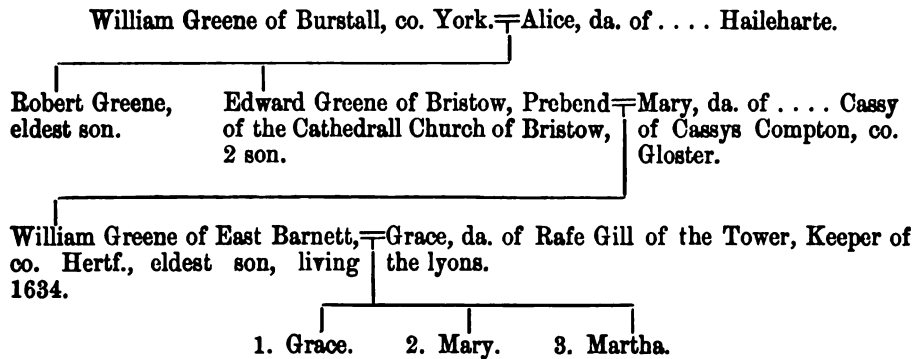 William Greene of Burstall, co. York.=Alice, da. of .... Haileharte.
Robert Greene,
eldest son.
Edward Greene of Bristow, Prebend=Mary, da. of .... Cassy
of the Cathedrall Church of Bristow, of Cassys Compton, co.
2 son. Gloster.
William Greene of East Barnett,=Grace, da. of Rafe Gill of the Tower, Keeper of
co. Hertf., eldest son, living the lyons.
1634.
1. Grace. 2. Mary. 3. Martha.